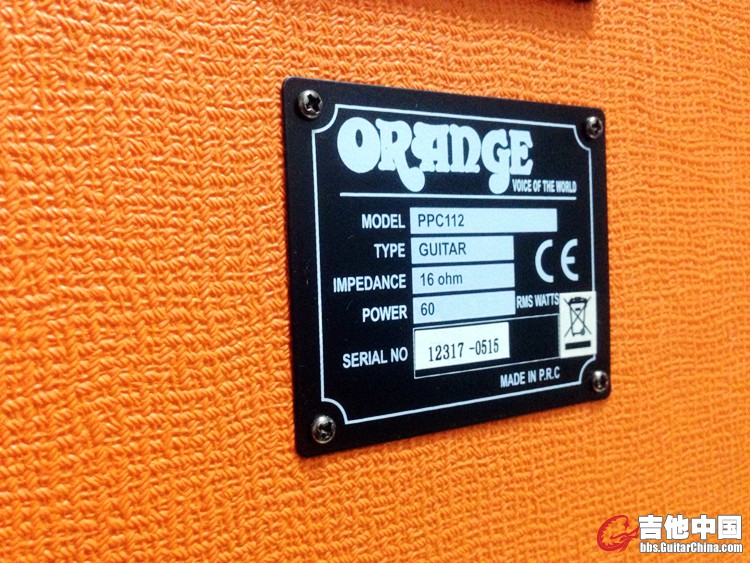 ORANGE
VOICE OF THE WORLD
MODEL PPC112
TYPE GUITAR
IMPEDANCE 16 ohm
POWER 60 RMS WATTS
SERIAL NO 12317-0515
CE
MADE IN P.R.C
吉他中国
bbs.GuitarChina.com